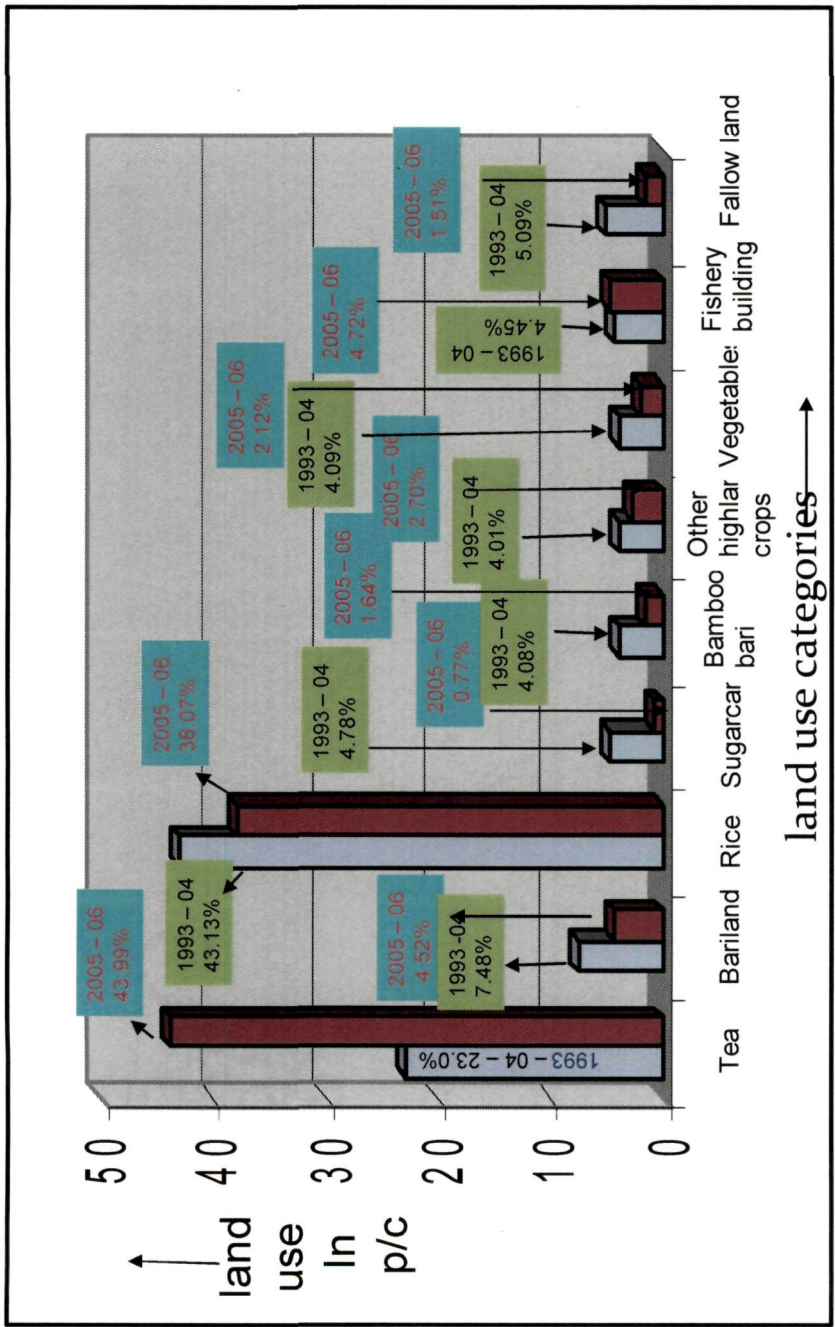 land
use
In
p/c
50
40
30
20
10
0
2005 – 06
43.99%
1993 – 04 – 23.0%
2005 – 06
4.52%
1993 -04
7.48%
2005 – 06
38.07%
1993 – 04
43.13%
1993 – 04
4.78%
2005 – 06
0.77%
2005 – 06
1.64%
1993 – 04
4.08%
2005 – 06
2.70%
1993 – 04
4.01%
2005 – 06
2.12%
1993 – 04
4.09%
2005 – 06
4.72%
1993 – 04
4.45%
2005 – 06
1.51%
1993 – 04
5.09%
Tea
Bariland
Rice
Sugarcar
Bamboo
bari
Other
highlar
crops
Vegetable
Fishery
building
Fallow land
land use categories